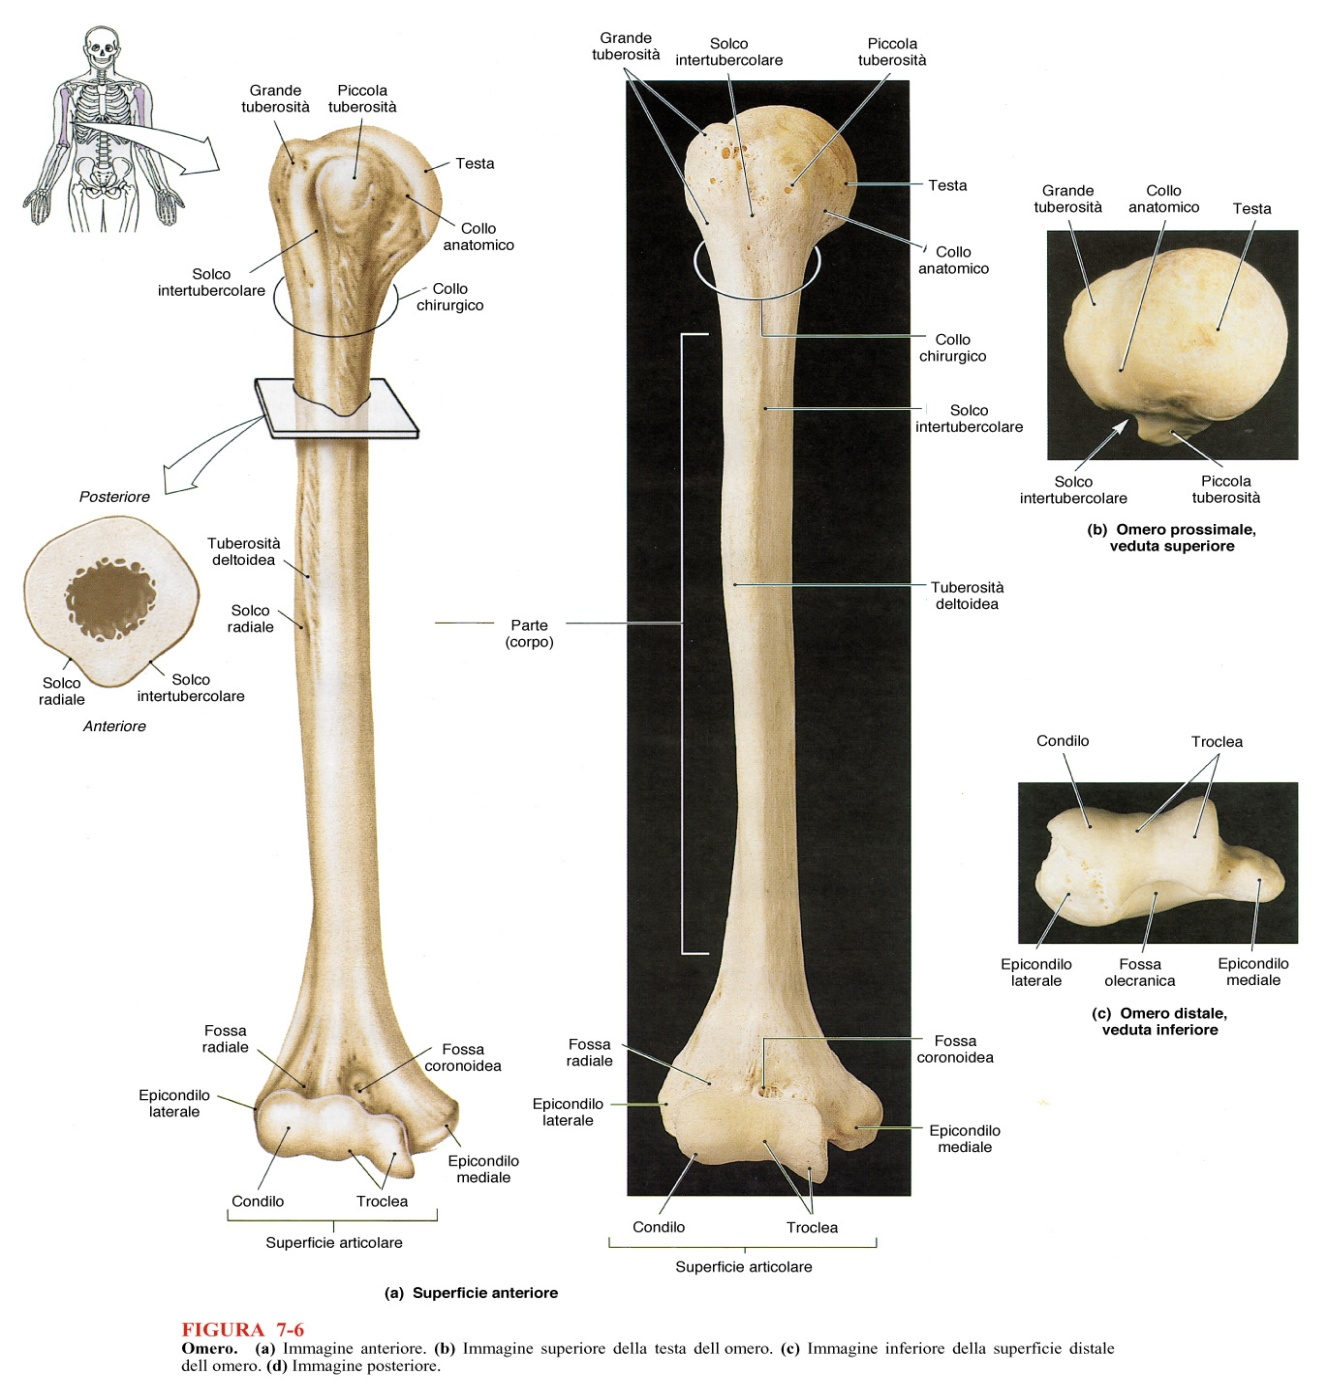 Grande
tuberosità
Piccola
tuberosità
Testa
Collo
anatomico
Solco
intertubercolare
Collo
chirurgico
Posteriore
Solco
radiale
Solco
intertubercolare
Anteriore
Tuberosità
deltoidea
Solco
radiale
Parte
(corpo)
Fossa
radiale
Fossa
coronoidea
Epicondilo
laterale
Epicondilo
mediale
Condilo
Troclea
Superficie articolare
Grande
tuberosità
Solco
intertubercolare
Piccola
tuberosità
Testa
Collo
anatomico
Collo
chirurgico
Solco
intertubercolare
Tuberosità
deltoidea
Fossa
radiale
Fossa
coronoidea
Epicondilo
laterale
Epicondilo
mediale
Condilo
Troclea
Superficie articolare
(a) Superficie anteriore
Grande
tuberosità
Collo
anatomico
Testa
Solco
intertubercolare
Piccola
tuberosità
(b) Omero prossimale,
veduta superiore
Condilo
Troclea
Epicondilo
laterale
Fossa
olecranica
Epicondilo
mediale
(c) Omero distale,
veduta inferiore
FIGURA 7-6
Omero. (a) Immagine anteriore. (b) Immagine superiore della testa dell omero. (c) Immagine inferiore della superficie distale
dell omero. (d) Immagine posteriore.